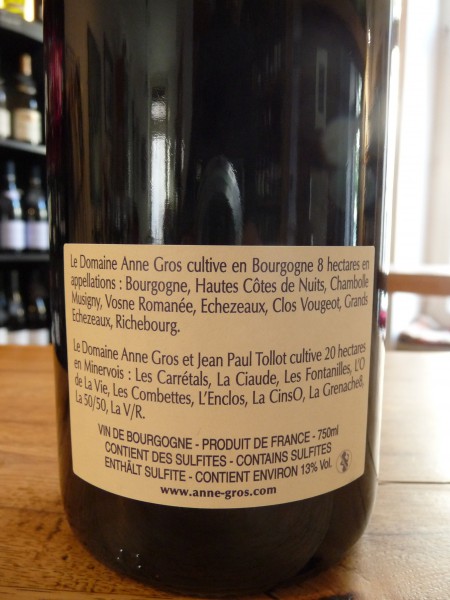 Le Domaine Anne Gros cultive en Bourgogne 8 hectares en
appellations : Bourgogne, Hautes Côtes de Nuits, Chambolle
Musigny, Vosne Romanée, Echezeaux, Clos Vougeot, Grands
Echezeaux, Richebourg.
Le Domaine Anne Gros et Jean Paul Tollot cultive 20 hectares
en Minervois : Les Carrétals, La Ciaude, Les Fontanilles, L'O
de La Vie, Les Combettes, L'Enclos, La CinsO, La Grenache8,
La 50/50, La V/R.
VIN DE BOURGOGNE - PRODUIT DE FRANCE - 750ml
CONTIENT DES SULFITES - CONTAINS SULFITES
ENTHÄLT SULFITE - CONTIENT ENVIRON 13% Vol.
www.anne-gros.com